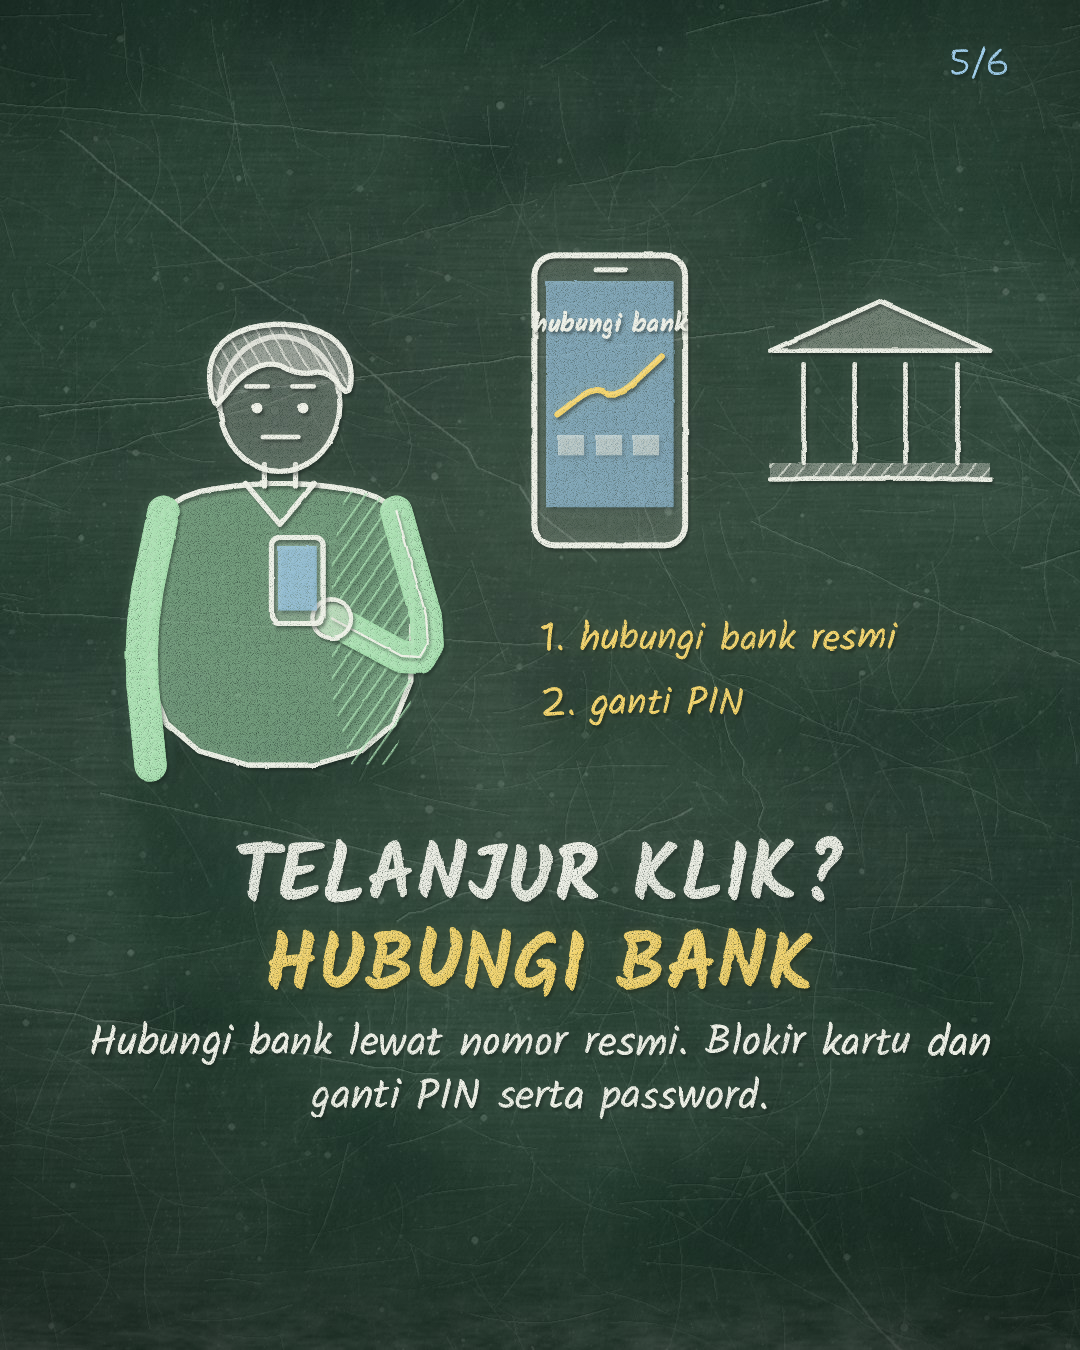 5/6
hubungi bank
1. hubungi bank resmi
2. ganti PIN
TELANJUR KLIK?
HUBUNGI BANK
Hubungi bank lewat nomor resmi. Blokir kartu dan
ganti PIN serta password.